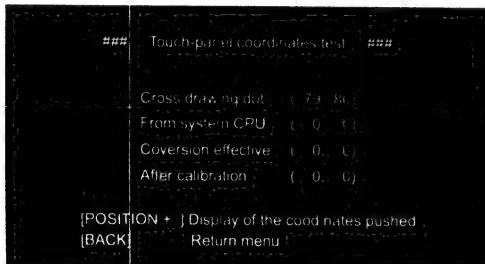 ### Touch-panel coordinates test ###
Cross drawing dot ( 79, 80)
From system CPU ( 0, 0)
Coversion effective ( 0, 0)
After calibration ( 0, 0)
[POSITION + ] Display of the coodinates pushed
[BACK] Return menu